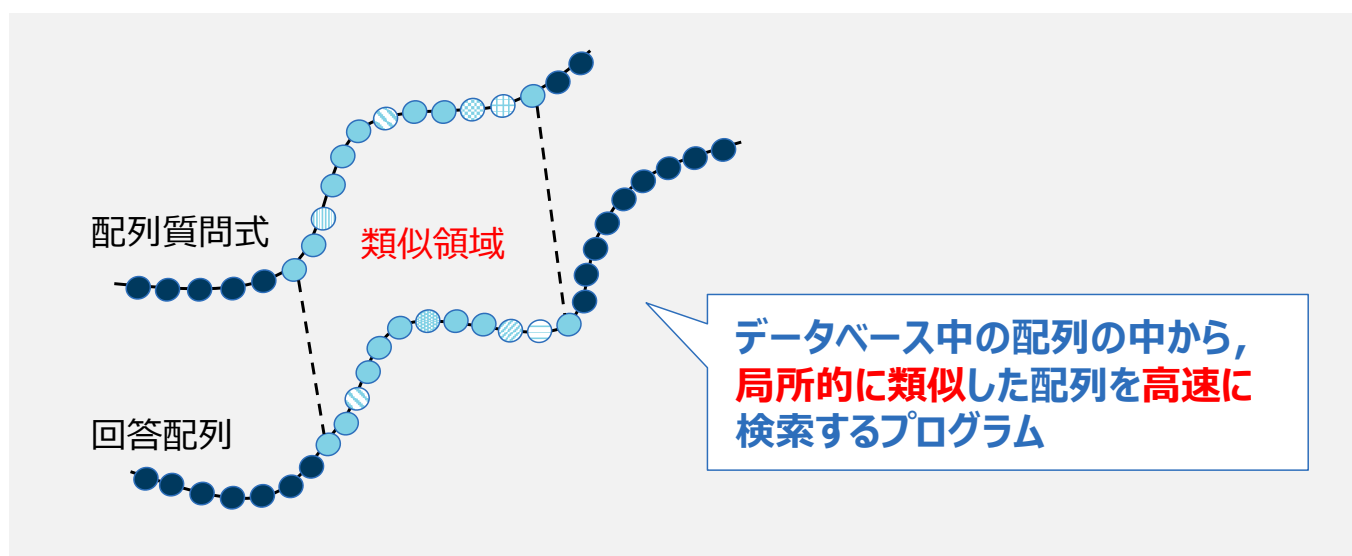 配列質問式
類似領域
回答配列
データベース中の配列の中から,
局所的に類似した配列を高速に
検索するプログラム